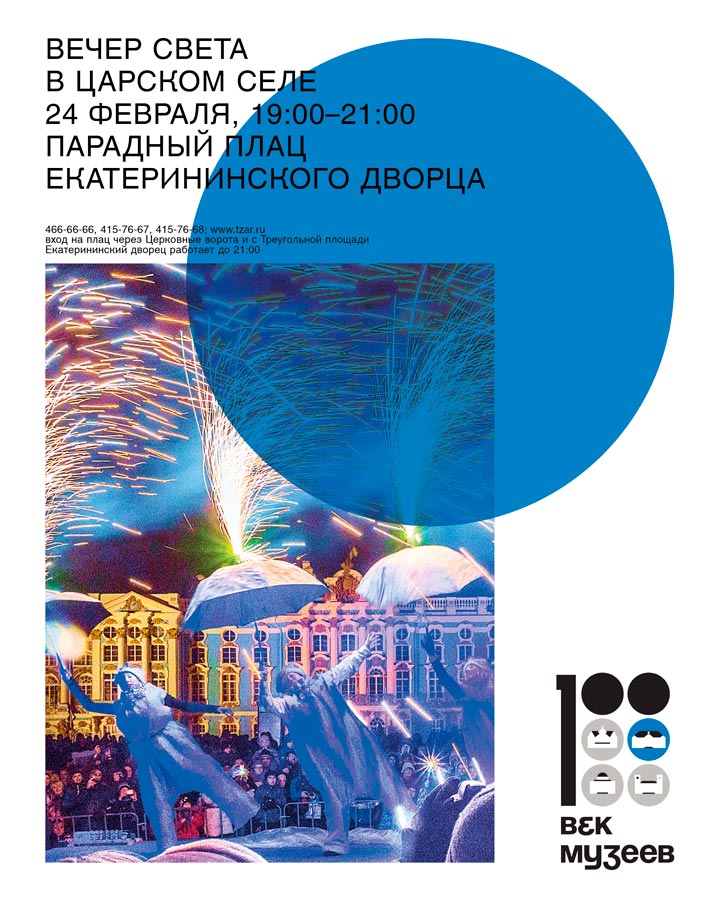 ВЕЧЕР СВЕТА
В ЦАРСКОМ СЕЛЕ
24 ФЕВРАЛЯ, 19:00–21:00
ПАРАДНЫЙ ПЛАЦ
ЕКАТЕРИНИНСКОГО ДВОРЦА
466-66-66, 415-76-67, 415-76-68; www.tzar.ru
вход на плац через Церковные ворота и с Треугольной площади
Екатерининский дворец работает до 21:00
100
ВЕК
музеев